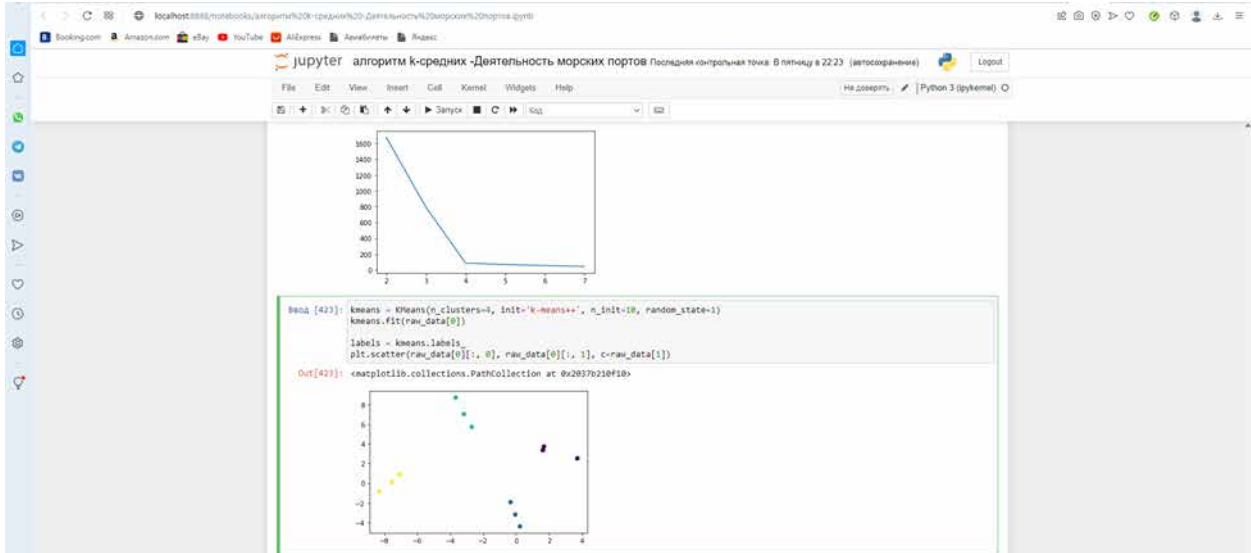 localhost:8888/notebooks/алгоритм%20k-средних%20-Деятельность%20морских%20портов.ipynb
Booking.com Amazon.com eBay YouTube AliExpress Авиабилеты Яндекс
jupyter алгоритм k-средних -Деятельность морских портов Последняя контрольная точка: В пятницу в 22:23 (автосохранение) Logout
File Edit View Insert Cell Kernel Widgets Help Не доверять Python 3 (ipykernel)
Запуск Код
1600
1400
1200
1000
800
600
400
200
0
2 3 4 5 6 7
Ввод [423]: kmeans = KMeans(n_clusters=4, init='k-means++', n_init=10, random_state=1)
kmeans.fit(raw_data[0])
labels = kmeans.labels_
plt.scatter(raw_data[0][:, 0], raw_data[0][:, 1], c=raw_data[1])
Out[423]: <matplotlib.collections.PathCollection at 0x2037b210f10>
8
6
4
2
0
−2
−4
−8 −6 −4 −2 0 2 4